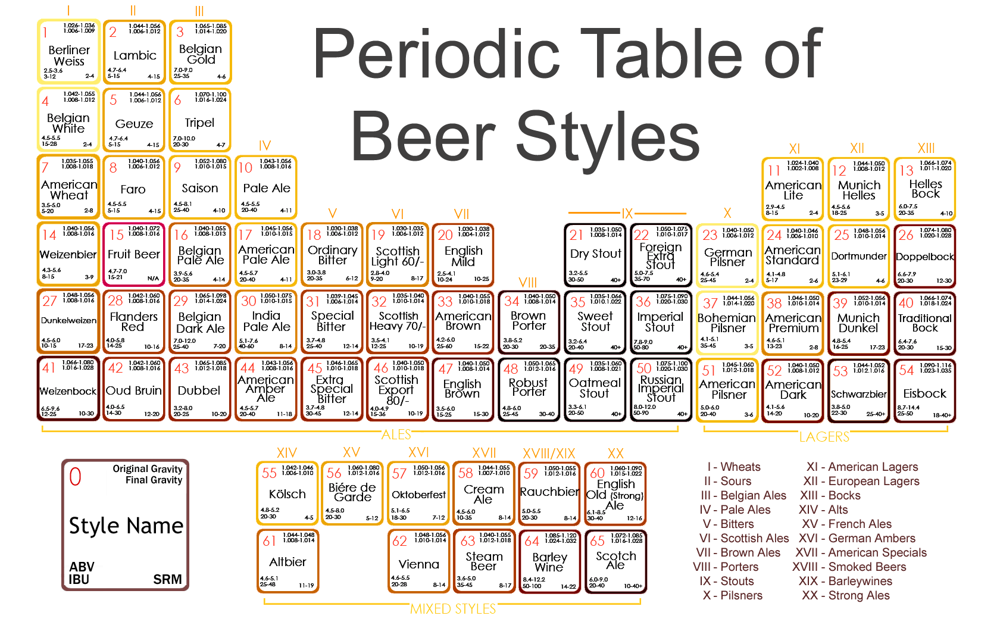 Periodic Table of
Beer Styles
I
II
III
1
1.026-1.036
1.006-1.009
Berliner
Weiss
2.5-3.6
3-12
2-4
2
1.044-1.056
1.006-1.012
Lambic
4.7-6.4
5-15
4-15
3
1.065-1.085
1.014-1.020
Belgian
Gold
7.0-9.0
25-35
4-6
4
1.042-1.055
1.008-1.012
Belgian
White
4.5-5.5
15-28
2-4
5
1.044-1.056
1.006-1.012
Geuze
4.7-6.4
5-15
4-15
6
1.070-1.100
1.016-1.024
Tripel
7.0-10.0
20-30
4-7
IV
XI
XII
XIII
7
1.035-1.055
1.008-1.018
American
Wheat
3.5-5.0
5-20
2-8
8
1.040-1.056
1.006-1.012
Faro
4.5-5.5
5-15
4-15
9
1.052-1.080
1.010-1.015
Saison
4.5-8.1
25-40
4-10
10
1.043-1.056
1.008-1.016
Pale Ale
4.5-5.5
20-40
4-11
11
1.024-1.040
1.002-1.008
American
Lite
2.9-4.5
8-15
2-4
12
1.044-1.050
1.008-1.012
Munich
Helles
4.5-5.6
18-25
3-5
13
1.066-1.074
1.011-1.020
Helles
Bock
6.0-7.5
20-35
4-10
V
VI
VII
IX
X
14
1.040-1.056
1.008-1.016
Weizenbier
4.3-5.6
8-15
3-9
15
1.040-1.072
1.008-1.016
Fruit Beer
4.7-7.0
15-21
N/A
16
1.040-1.055
1.008-1.013
Belgian
Pale Ale
3.9-5.6
20-35
4-14
17
1.045-1.056
1.010-1.015
American
Pale Ale
4.5-5.7
20-40
4-11
18
1.030-1.038
1.006-1.012
Ordinary
Bitter
3.0-3.8
20-35
6-12
19
1.030-1.035
1.006-1.012
Scottish
Light 60/-
2.8-4.0
9-20
8-17
20
1.030-1.038
1.004-1.012
English
Mild
2.5-4.1
10-24
10-25
21
1.035-1.050
1.008-1.014
Dry Stout
3.2-5.5
30-50
40+
22
1.050-1.075
1.010-1.017
Foreign
Extra
Stout
5.0-7.5
35-70
40+
23
1.040-1.050
1.006-1.012
German
Pilsner
4.6-5.4
25-45
2-4
24
1.040-1.046
1.006-1.010
American
Standard
4.1-4.8
5-17
2-6
25
1.048-1.056
1.010-1.014
Dortmunder
5.1-6.1
23-29
4-6
26
1.074-1.080
1.020-1.028
Doppelbock
6.6-7.9
20-30
12-30
VIII
27
1.048-1.056
1.008-1.016
Dunkelweizen
4.5-6.0
10-15
17-23
28
1.042-1.060
1.008-1.016
Flanders
Red
4.0-5.8
14-25
10-16
29
1.065-1.098
1.014-1.024
Belgian
Dark Ale
7.0-12.0
25-40
7-20
30
1.050-1.075
1.010-1.015
India
Pale Ale
5.1-7.6
40-60
8-14
31
1.039-1.045
1.006-1.014
Special
Bitter
3.7-4.8
25-40
12-14
32
1.035-1.040
1.010-1.014
Scottish
Heavy 70/-
3.5-4.1
12-25
10-19
33
1.040-1.055
1.010-1.018
American
Brown
4.2-6.0
25-60
15-22
34
1.040-1.050
1.008-1.014
Brown
Porter
3.8-5.2
20-30
20-35
35
1.035-1.066
1.010.1.022
Sweet
Stout
3.2-6.4
20-40
40+
36
1.075-1.090
1.020-1.030
Imperial
Stout
7.8-9.0
50-80
40+
37
1.044-1.056
1.014-1.020
Bohemian
Pilsner
4.1-5.1
35-45
3-5
38
1.046-1.050
1.010-1.014
American
Premium
4.6-5.1
13-23
2-8
39
1.052-1.056
1.010-1.014
Munich
Dunkel
4.8-5.4
16-25
17-23
40
1.066-1.074
1.018-1.024
Traditional
Bock
6.4-7.6
20-30
15-30
41
1.066-1.080
1.016-1.028
Weizenbock
6.5-9.6
12-25
10-30
42
1.042-1.060
1.008-1.016
Oud Bruin
4.0-6.5
14-30
12-20
43
1.065-1.085
1.012-1.018
Dubbel
3.2-8.0
20-25
10-20
44
1.043-1.056
1.008-1.016
American
Amber
Ale
4.5-5.7
20-40
11-18
45
1.046-1.065
1.010-1.018
Extra
Special
Bitter
3.7-4.8
30-45
12-14
46
1.040-1.050
1.010-1.018
Scottish
Export
80/-
4.0-4.9
15-36
10-19
47
1.040-1.050
1.008-1.014
English
Brown
3.5-6.0
15-25
15-30
48
1.050-1.065
1.012-1.016
Robust
Porter
4.8-6.0
25-45
30-40
49
1.035-1.060
1.008-1.021
Oatmeal
Stout
3.3-6.1
20-50
40+
50
1.075-1.100
1.020-1.030
Russian
Imperial
Stout
8.0-12.0
50-90
40+
51
1.045-1.060
1.012-1.018
American
Pilsner
5.0-6.0
20-40
3-6
52
1.040-1.050
1.008-1.012
American
Dark
4.1-5.6
14-20
10-20
53
1.044-1.052
1.012.1.016
Schwarzbier
3.8-5.0
22-30
25-40+
54
1.090-1.116
1.023-1.035
Eisbock
8.7-14.4
25-50
18-40+
ALES
LAGERS
XIV
XV
XVI
XVII
XVIII/XIX
XX
55
1.042-1.046
1.006-1.010
Kölsch
4.8-5.2
20-30
4-5
56
1.060-1.080
1.012-1.016
Biére de
Garde
4.5-8.0
20-30
5-12
57
1.050-1.056
1.012-1.016
Oktoberfest
5.1-6.5
18-30
7-12
58
1.044-1.055
1.007-1.010
Cream
Ale
4.5-6.0
10-35
8-14
59
1.050-1.055
1.012-1.016
Rauchbier
5.0-5.5
20-30
8-14
60
1.060-1.090
1.015-1.022
English
Old (Strong)
Ale
6.1-8.5
30-40
12-16
61
1.044-1.048
1.008-1.014
Altbier
4.6-5.1
25-48
11-19
62
1.048-1.056
1.010-1.014
Vienna
4.6-5.5
20-28
8-14
63
1.040-1.055
1.012-1.018
Steam
Beer
3.6-5.0
35-45
8-17
64
1.085-1.120
1.024-1.032
Barley
Wine
8.4-12.2
50-100
14-22
65
1.072-1.085
1.016-1.028
Scotch
Ale
6.0-9.0
20-40
10-40+
MIXED STYLES
0
Original Gravity
Final Gravity
Style Name
ABV
IBU
SRM
I - Wheats
II - Sours
III - Belgian Ales
IV - Pale Ales
V - Bitters
VI - Scottish Ales
VII - Brown Ales
VIII - Porters
IX - Stouts
X - Pilsners
XI - American Lagers
XII - European Lagers
XIII - Bocks
XIV - Alts
XV - French Ales
XVI - German Ambers
XVII - American Specials
XVIII - Smoked Beers
XIX - Barleywines
XX - Strong Ales